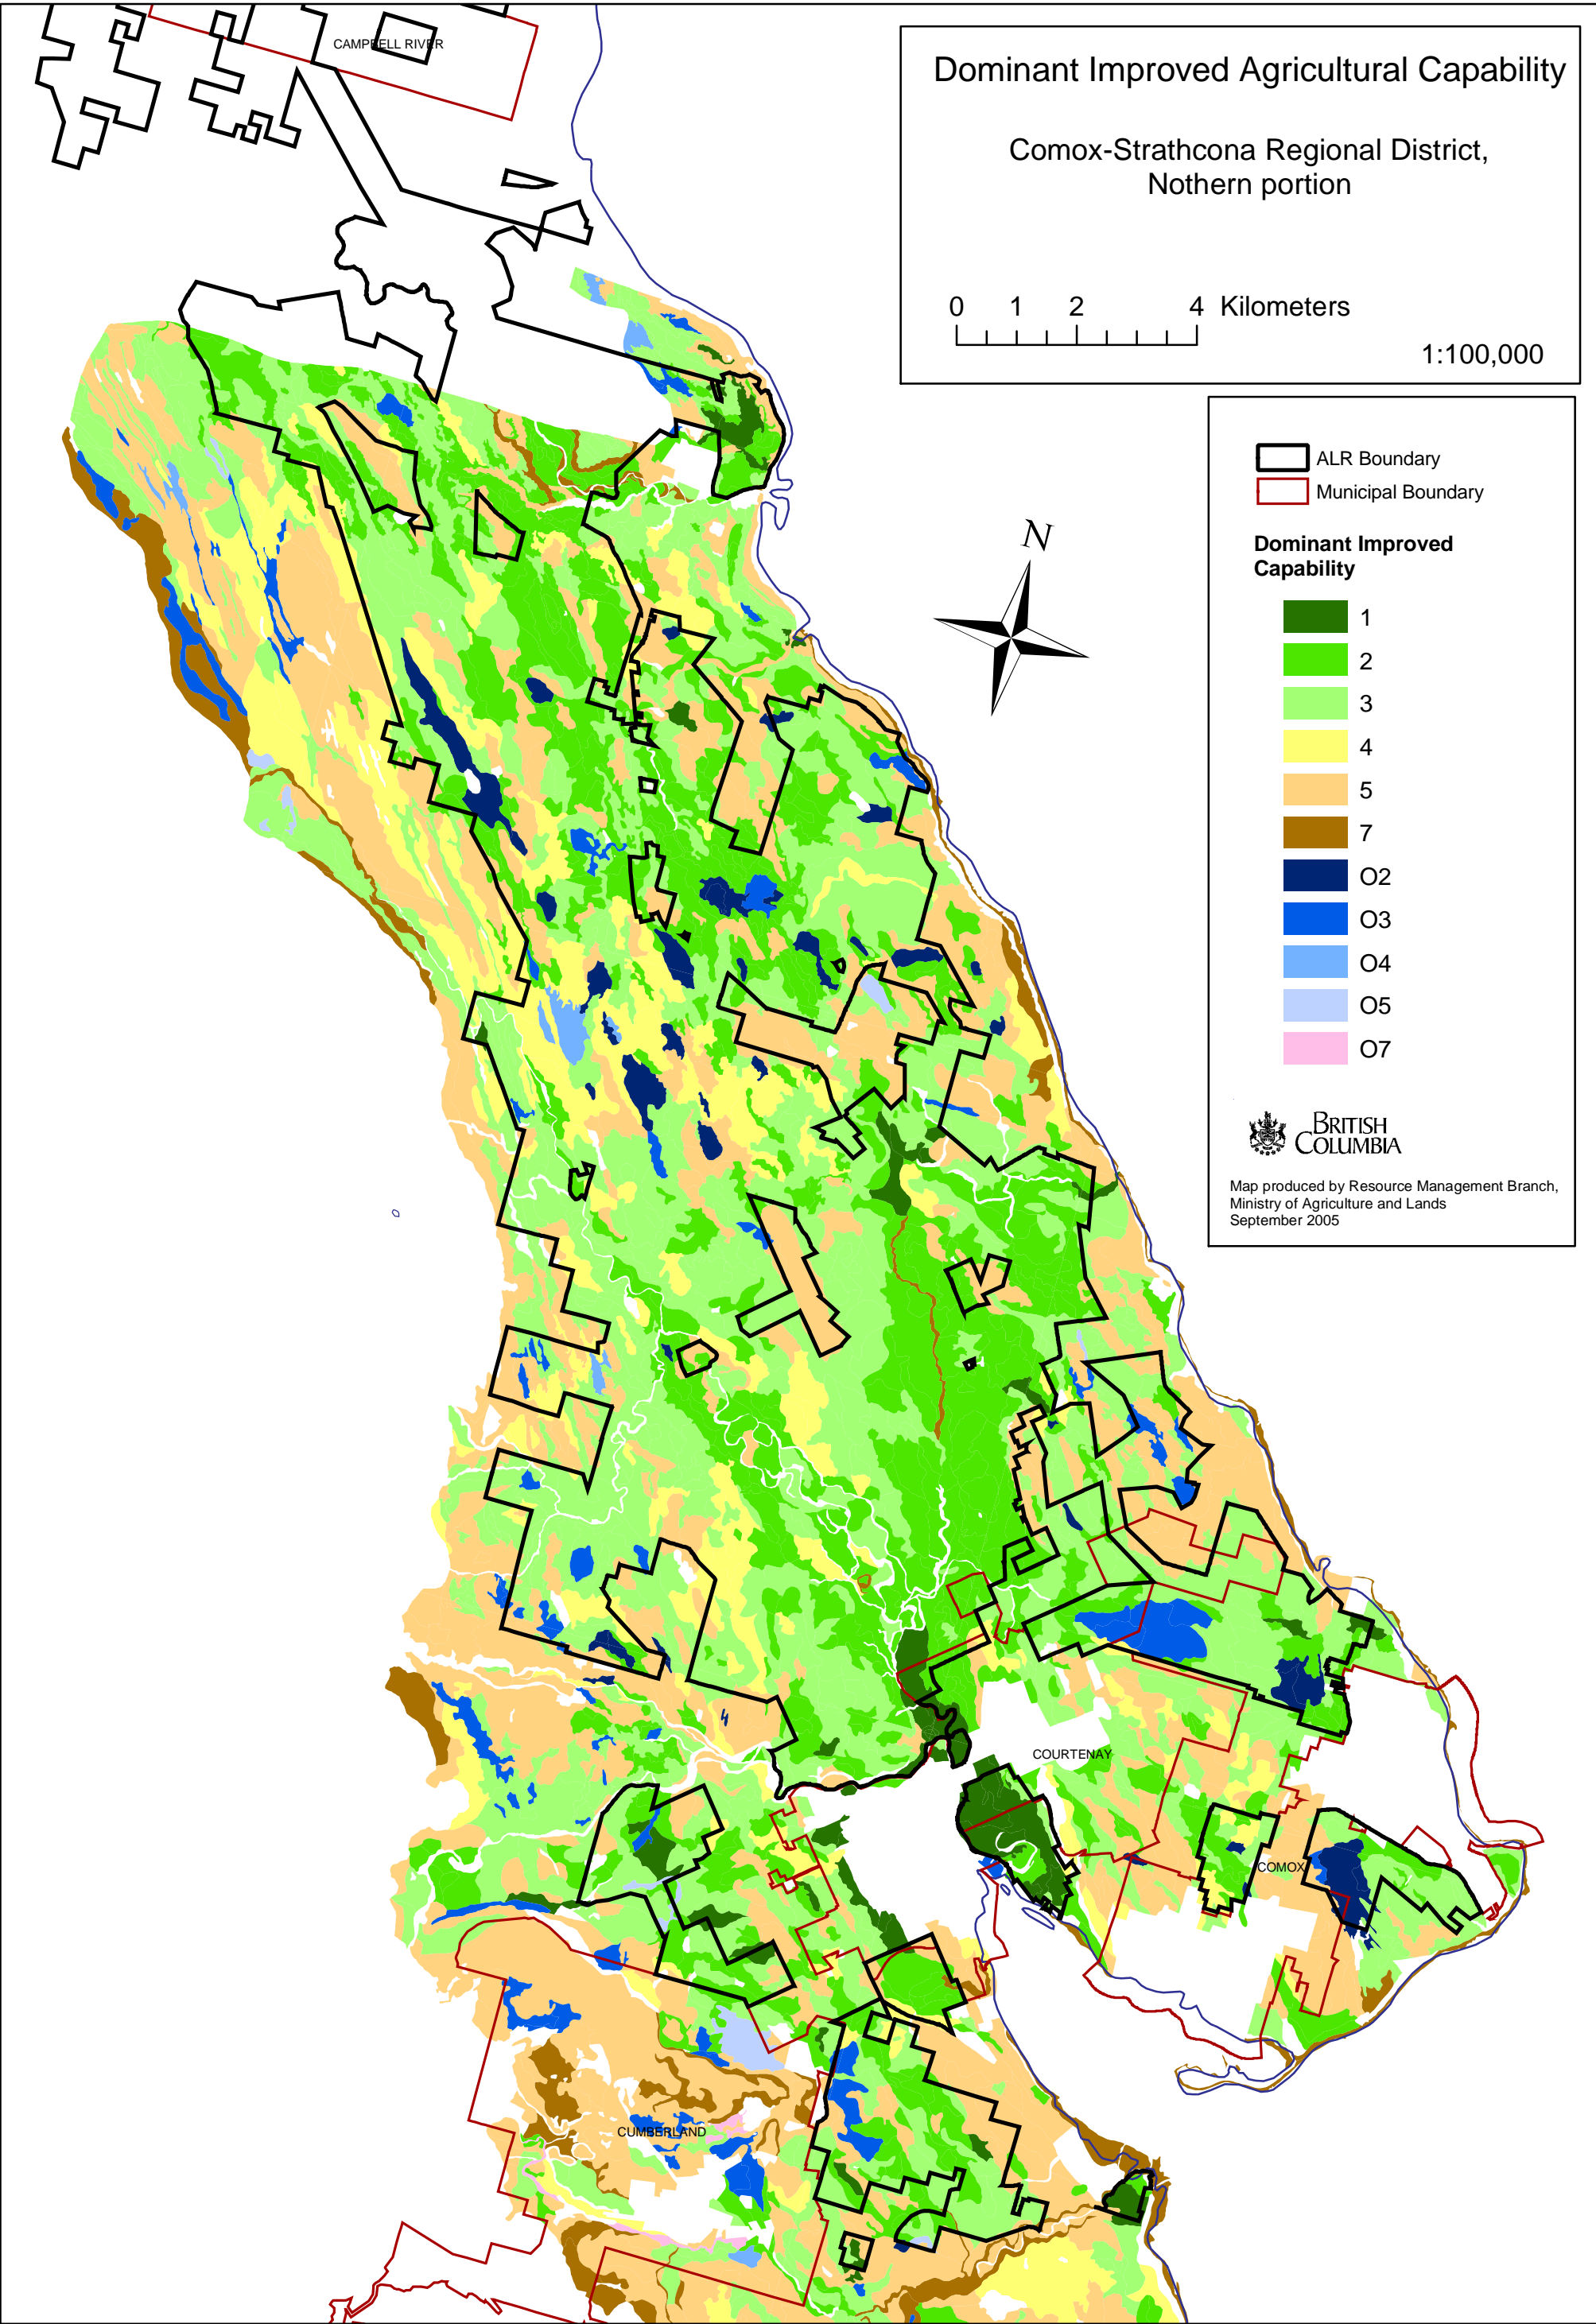 CAMPBELL RIVER
Dominant Improved Agricultural Capability
Comox-Strathcona Regional District,
Nothern portion
0 1 2 4 Kilometers
1:100,000
ALR Boundary
Municipal Boundary
N
Dominant Improved
Capability
1
2
3
4
5
7
O2
O3
O4
O5
O7
BRITISH
COLUMBIA
Map produced by Resource Management Branch,
Ministry of Agriculture and Lands
September 2005
COURTENAY
COMOX
CUMBERLAND